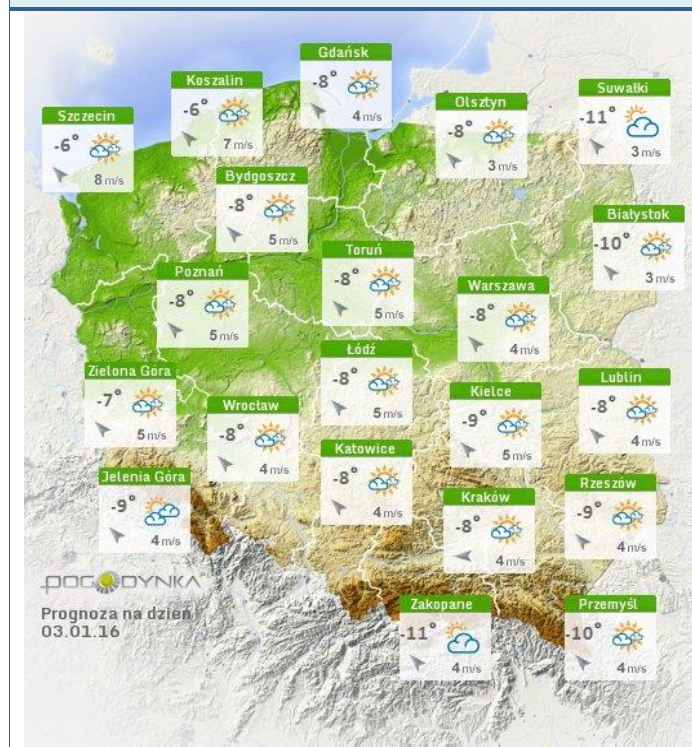 Gdańsk
-8°
4 m/s
Koszalin
-6°
7 m/s
Suwałki
-11°
3 m/s
Olsztyn
-8°
3 m/s
Szczecin
-6°
8 m/s
Bydgoszcz
-8°
5 m/s
Białystok
-10°
3 m/s
Toruń
-8°
5 m/s
Poznań
-8°
5 m/s
Warszawa
-8°
4 m/s
Łódź
-8°
5 m/s
Zielona Góra
-7°
5 m/s
Lublin
-8°
4 m/s
Kielce
-9°
5 m/s
Wrocław
-8°
4 m/s
Katowice
-8°
4 m/s
Jelenia Góra
-9°
4 m/s
Rzeszów
-9°
4 m/s
Kraków
-8°
4 m/s
POGODYNKA
Prognoza na dzień
03.01.16
Zakopane
-11°
4 m/s
Przemyśl
-10°
4 m/s